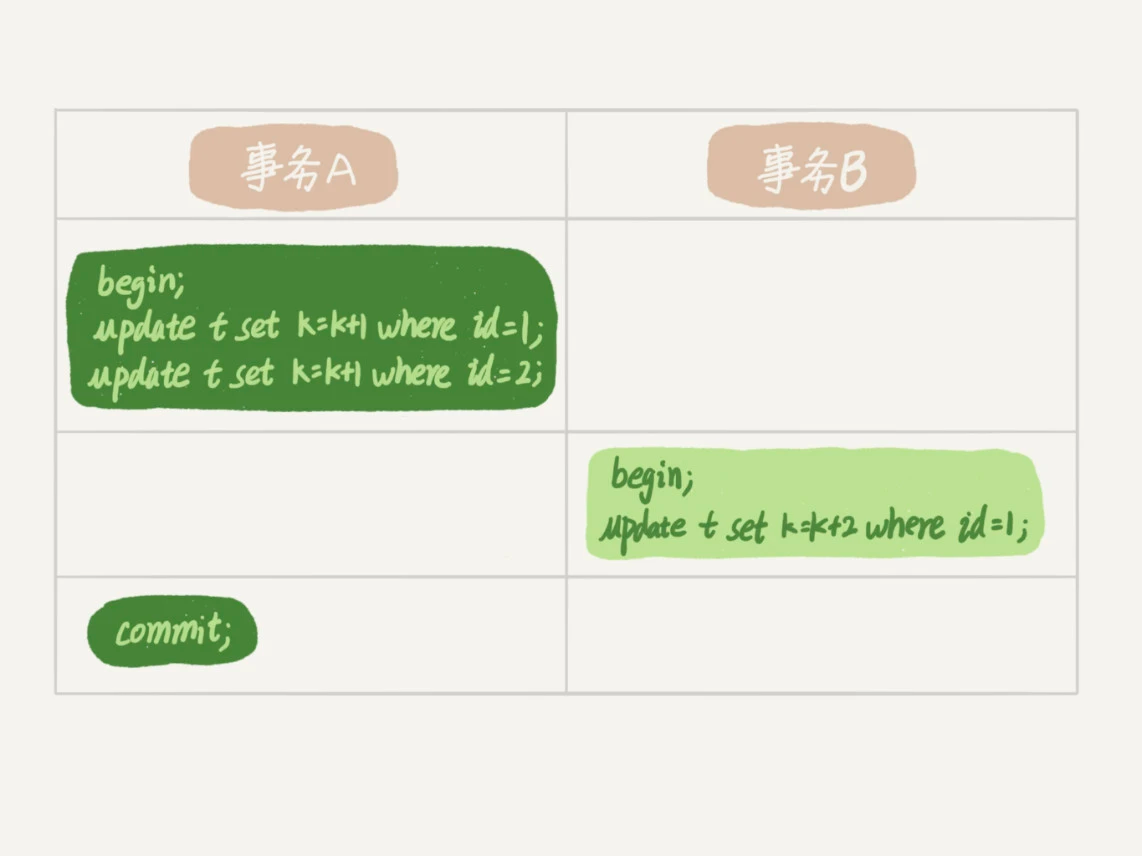 事务A
事务B
begin;
update t set k=k+1 where id=1;
update t set k=k+1 where id=2;
begin;
update t set k=k+2 where id=1;
commit;